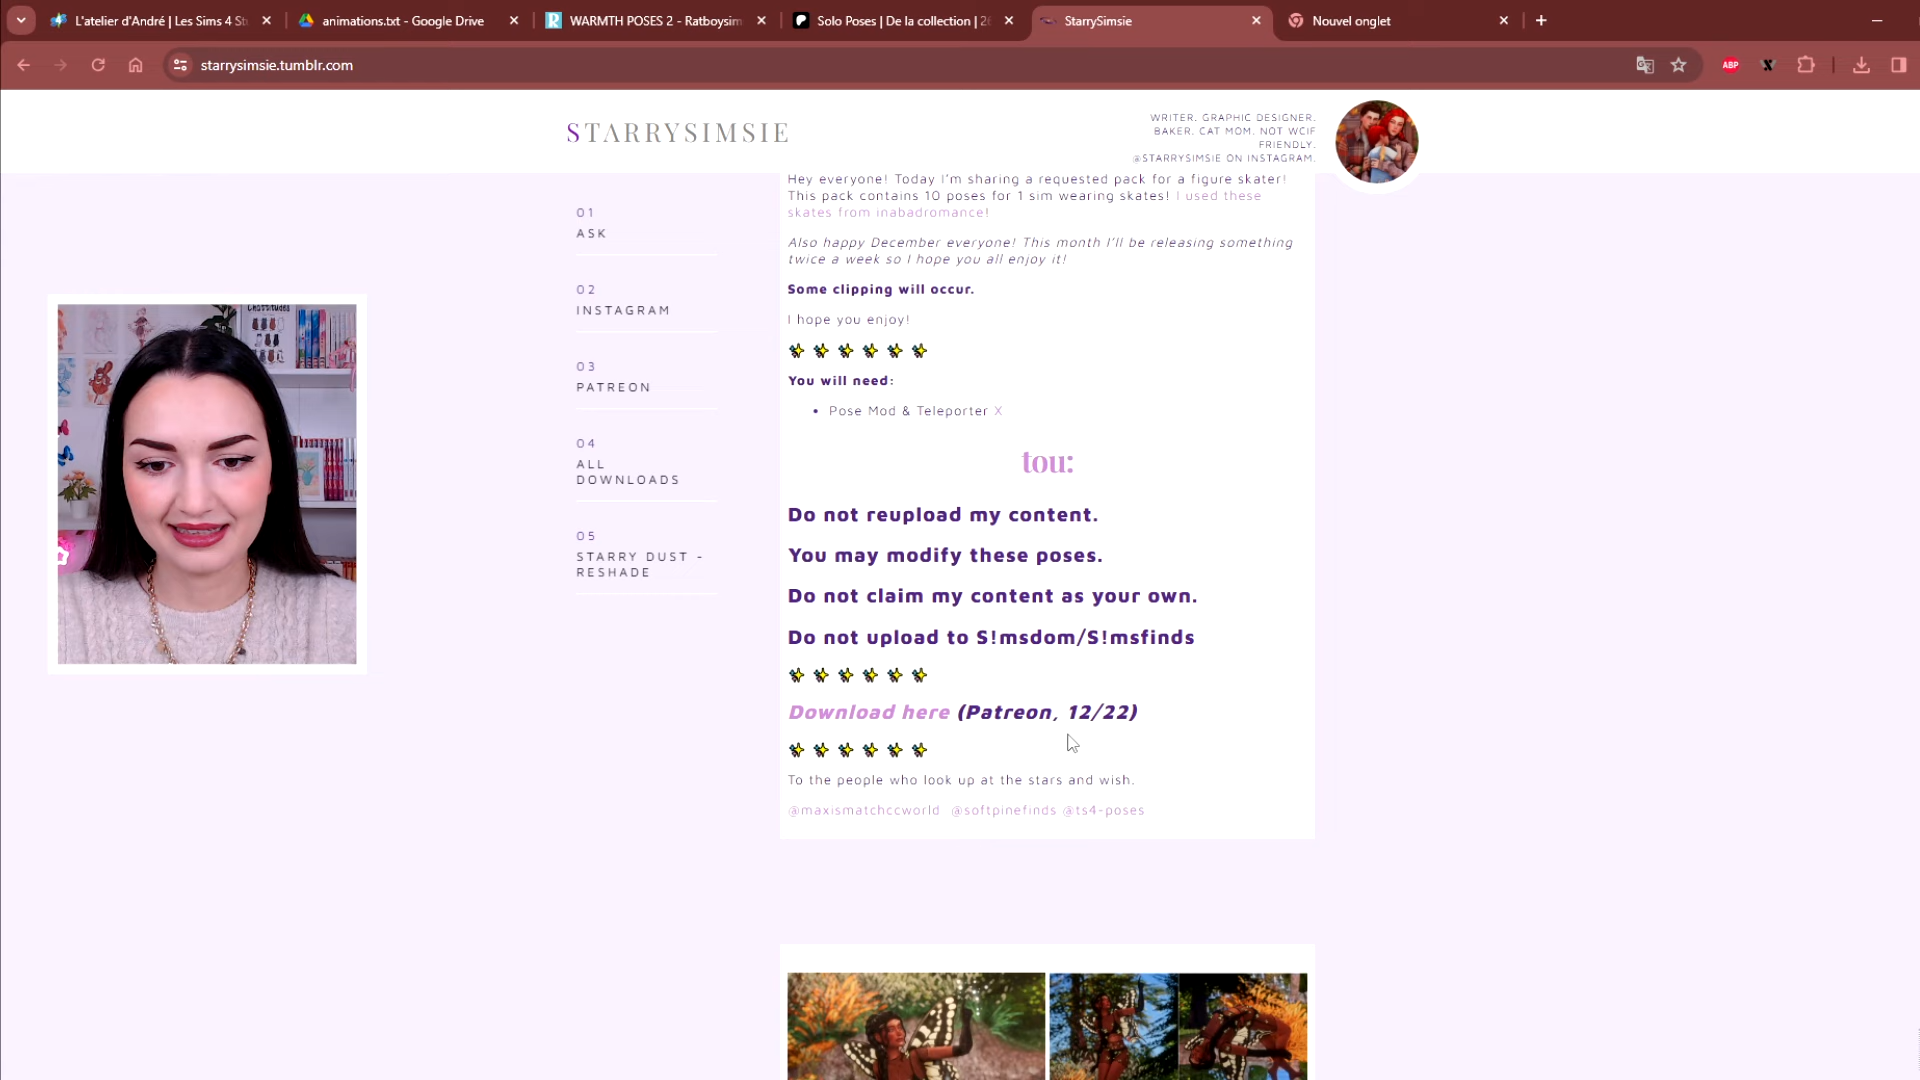 L'atelier d'André | Les Sims 4 St
animations.txt - Google Drive
WARMTH POSES 2 - Ratboysim
Solo Poses | De la collection | 26
StarrySimsie
Nouvel onglet
starrysimsie.tumblr.com
ABP
STARRYSIMSIE
WRITER. GRAPHIC DESIGNER.
BAKER. CAT MOM. NOT WCIF
FRIENDLY.
@STARRYSIMSIE ON INSTAGRAM.
01
ASK
02
INSTAGRAM
03
PATREON
04
ALL
DOWNLOADS
05
STARRY DUST -
RESHADE
Hey everyone! Today I'm sharing a requested pack for a figure skater!
This pack contains 10 poses for 1 sim wearing skates! I used these
skates from inabadromance!
Also happy December everyone! This month I'll be releasing something
twice a week so I hope you all enjoy it!
Some clipping will occur.
I hope you enjoy!
You will need:
• Pose Mod & Teleporter X
tou:
Do not reupload my content.
You may modify these poses.
Do not claim my content as your own.
Do not upload to S!msdom/S!msfinds
Download here (Patreon, 12/22)
To the people who look up at the stars and wish.
@maxismatchccworld @softpinefinds @ts4-poses